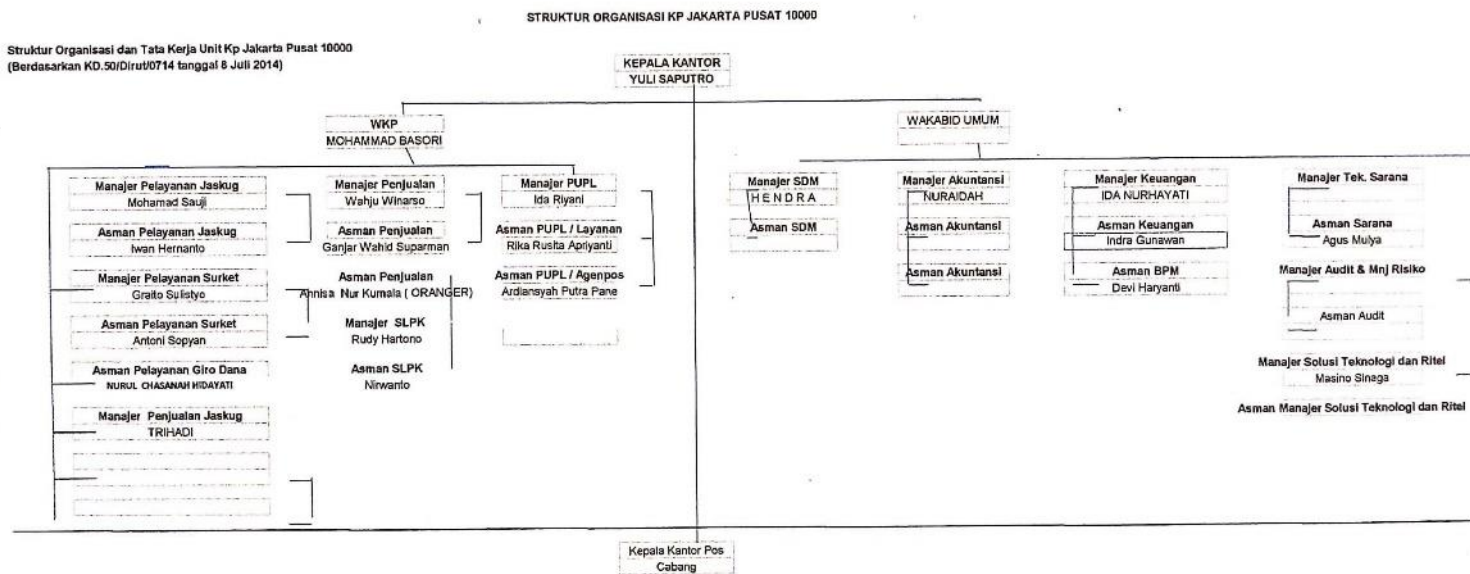 STRUKTUR ORGANISASI KP JAKARTA PUSAT 10000
Struktur Organisasi dan Tata Kerja Unit Kp Jakarta Pusat 10000
(Berdasarkan KD.50/Dirut/0714 tanggal 8 Juli 2014)
KEPALA KANTOR
YULI SAPUTRO
WKP
MOHAMMAD BASORI
WAKABID UMUM
Manajer Pelayanan Jaskug
Mohamad Sauji
Asman Pelayanan Jaskug
Iwan Hernanto
Manajer Pelayanan Surket
Graito Sulistyo
Asman Pelayanan Surket
Antoni Sopyan
Asman Pelayanan Giro Dana
NURUL CHASANAH HIDAYATI
Manajer Penjualan Jaskug
TRIHADI
Manajer Penjualan
Wahju Winarso
Asman Penjualan
Ganjar Wahid Suparman
Asman Penjualan
Annisa Nur Kumala ( ORANGER)
Manajer SLPK
Rudy Hartono
Asman SLPK
Nirwanto
Manajer PUPL
Ida Riyani
Asman PUPL / Layanan
Rika Rusita Apriyanti
Asman PUPL / Agenpos
Ardiansyah Putra Pane
Manajer SDM
H E N D R A
Asman SDM
Manajer Akuntansi
NURAIDAH
Asman Akuntansi
Asman Akuntansi
Manajer Keuangan
IDA NURHAYATI
Asman Keuangan
Indra Gunawan
Asman BPM
Devi Haryanti
Manajer Tek. Sarana
Asman Sarana
Agus Mulya
Manajer Audit & Mnj Risiko
Asman Audit
Manajer Solusi Teknologi dan Ritel
Masino Sinaga
Asman Manajer Solusi Teknologi dan Ritel
Kepala Kantor Pos
Cabang